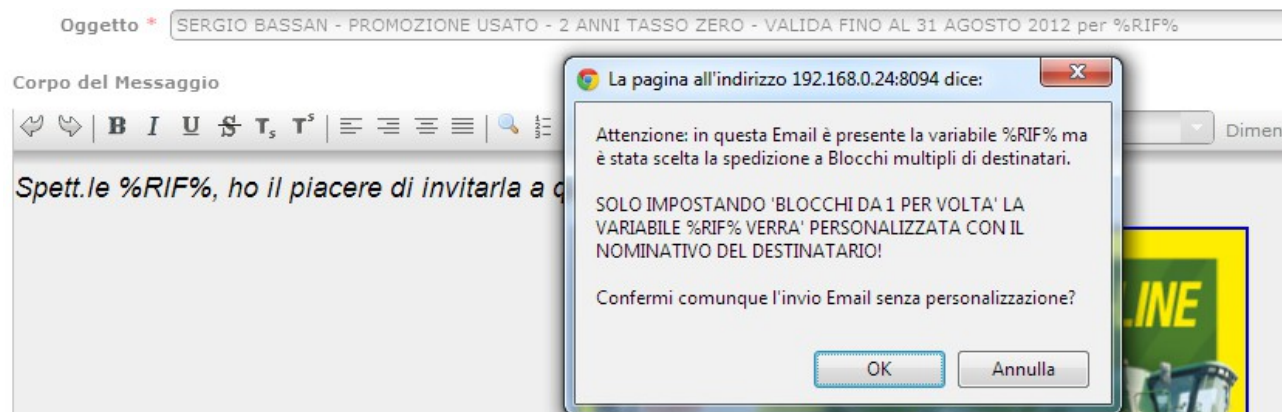 Oggetto * SERGIO BASSAN - PROMOZIONE USATO - 2 ANNI TASSO ZERO - VALIDA FINO AL 31 AGOSTO 2012 per %RIF%
Corpo del Messaggio
La pagina all'indirizzo 192.168.0.24:8094 dice:
B I U S Ts Tˢ
Dimen
Spett.le %RIF%, ho il piacere di invitarla a
Attenzione: in questa Email è presente la variabile %RIF% ma
è stata scelta la spedizione a Blocchi multipli di destinatari.
SOLO IMPOSTANDO 'BLOCCHI DA 1 PER VOLTA' LA
VARIABILE %RIF% VERRA' PERSONALIZZATA CON IL
NOMINATIVO DEL DESTINATARIO!
Confermi comunque l'invio Email senza personalizzazione?
OK Annulla
LINE